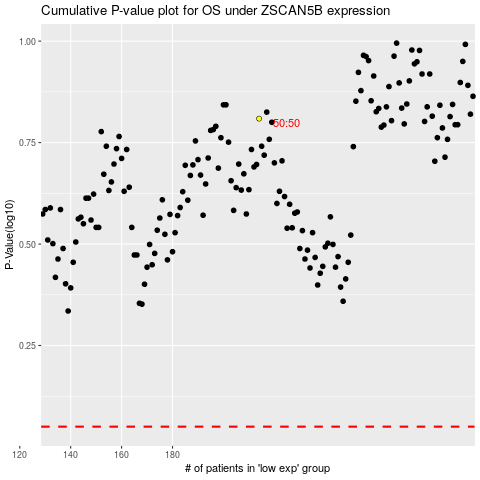 Cumulative P-value plot for OS under ZSCAN5B expression
P-Value(log10)
1.00
0.75
0.50
0.25
50:50
120 140 160 180
# of patients in 'low exp' group